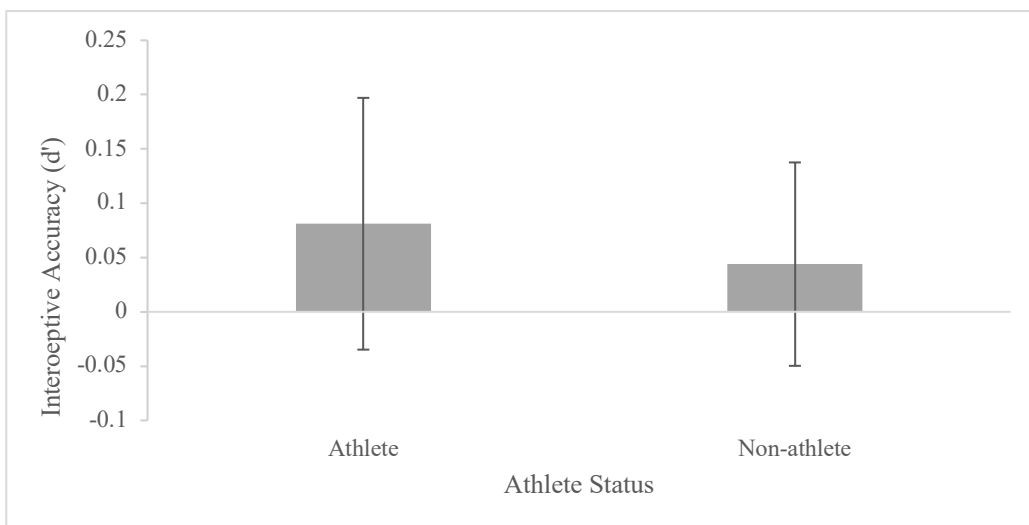 0.25
0.2
0.15
0.1
0.05
0
-0.05
-0.1
Interoeptive Accuracy (d')
Athlete
Non-athlete
Athlete Status